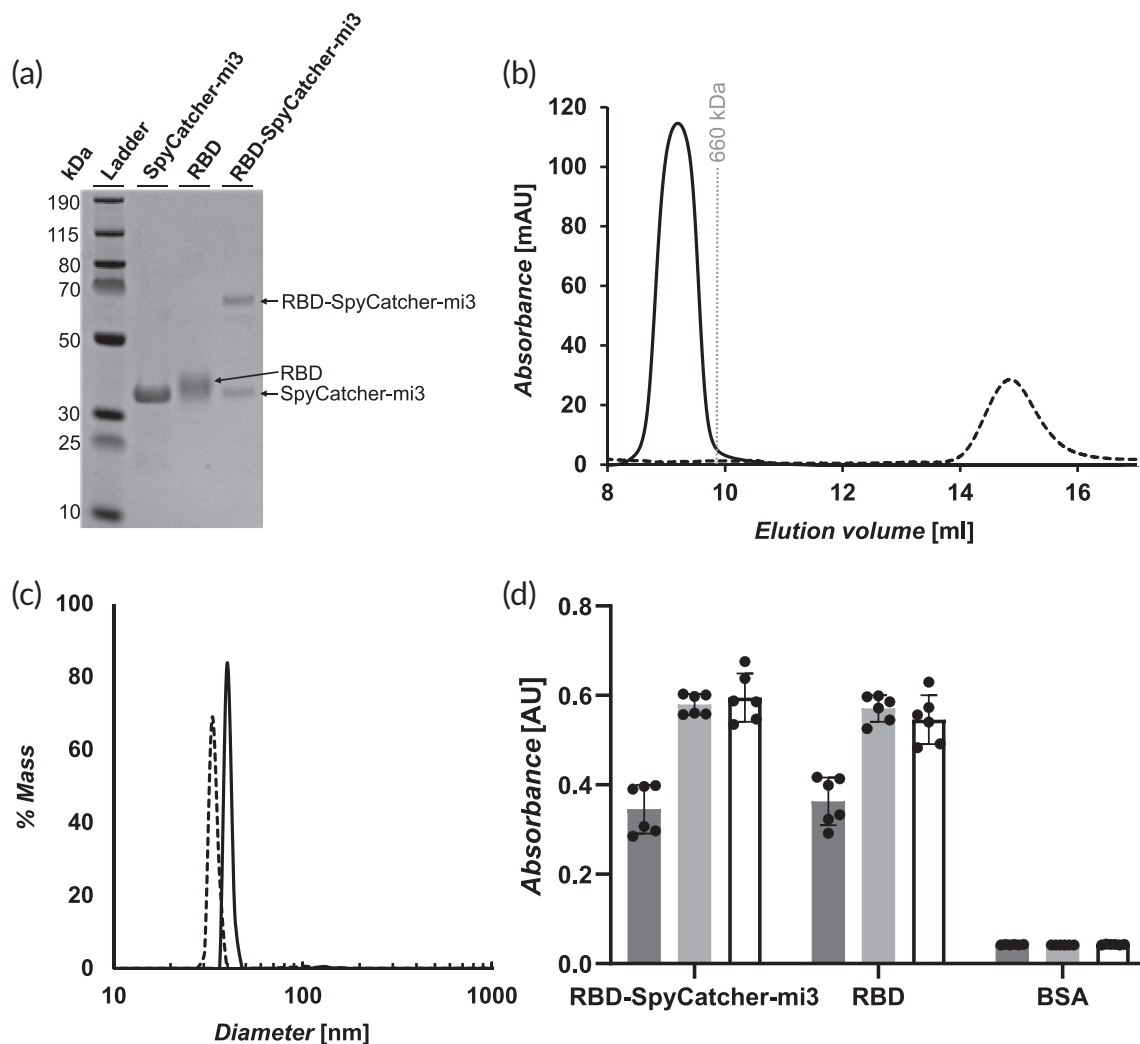 (a)
kDa
Ladder
SpyCatcher-mi3
RBD
RBD-SpyCatcher-mi3
190
115
80
70
50
30
25
10
RBD-SpyCatcher-mi3
RBD
SpyCatcher-mi3
(b)
120
100
80
60
40
20
0
Absorbance [mAU]
660 kDa
8
10
12
14
16
Elution volume [ml]
(c)
100
80
60
40
20
0
% Mass
10
100
1000
Diameter [nm]
(d)
0.8
0.6
0.4
0.2
0.0
Absorbance [AU]
RBD-SpyCatcher-mi3
RBD
BSA